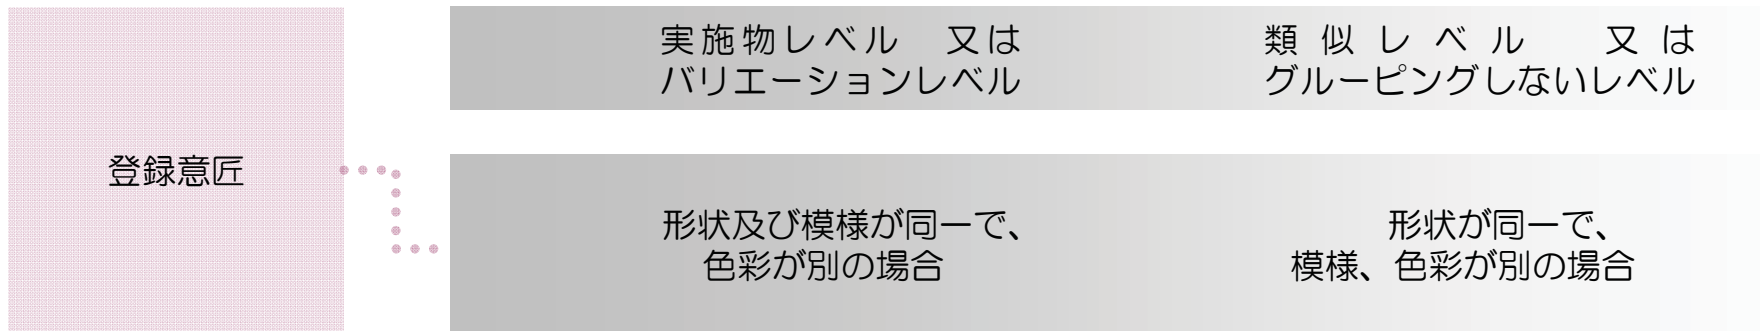 実施物レベル 又は
バリエーションレベル
類似レベル 又は
グルーピングしないレベル
登録意匠
形状及び模様が同一で、
色彩が別の場合
形状が同一で、
模様、色彩が別の場合